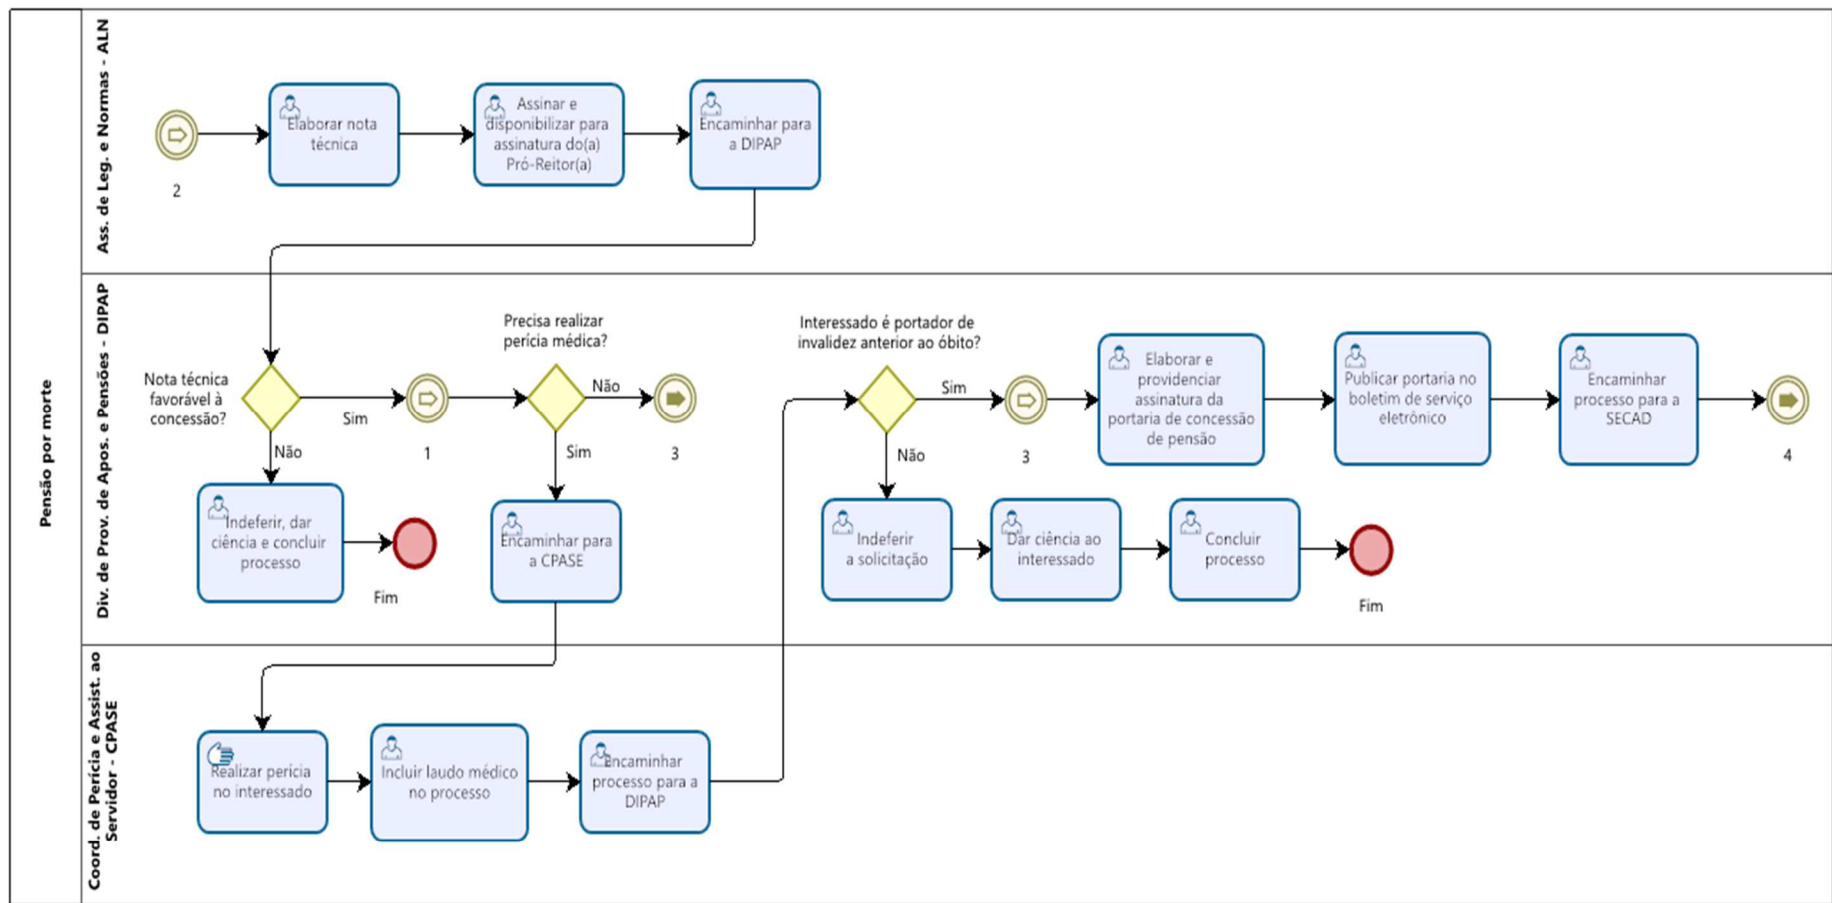 Pensão por morte
Ass. de Leg. e Normas - ALN
2
Elaborar nota
técnica
Assinar e
disponibilizar para
assinatura do(a)
Pró-Reitor(a)
Encaminhar para
a DIPAP
Div. de Prov. de Apos. e Pensões - DIPAP
Nota técnica
favorável à
concessão?
Sim
Não
Indeferir, dar
ciência e concluir
processo
Fim
1
Precisa realizar
perícia médica?
Não
3
Sim
Encaminhar para
a CPASE
Interessado é portador de
invalidez anterior ao óbito?
Sim
3
Elaborar e
providenciar
assinatura da
portaria de concessão
de pensão
Publicar portaria no
boletim de serviço
eletrônico
Encaminhar
processo para a
SECAD
4
Não
Indeferir
a solicitação
Dar ciência ao
interessado
Concluir
processo
Fim
Coord. de Perícia e Assist. ao
Servidor - CPASE
Realizar perícia
no interessado
Incluir laudo médico
no processo
Encaminhar
processo para a
DIPAP